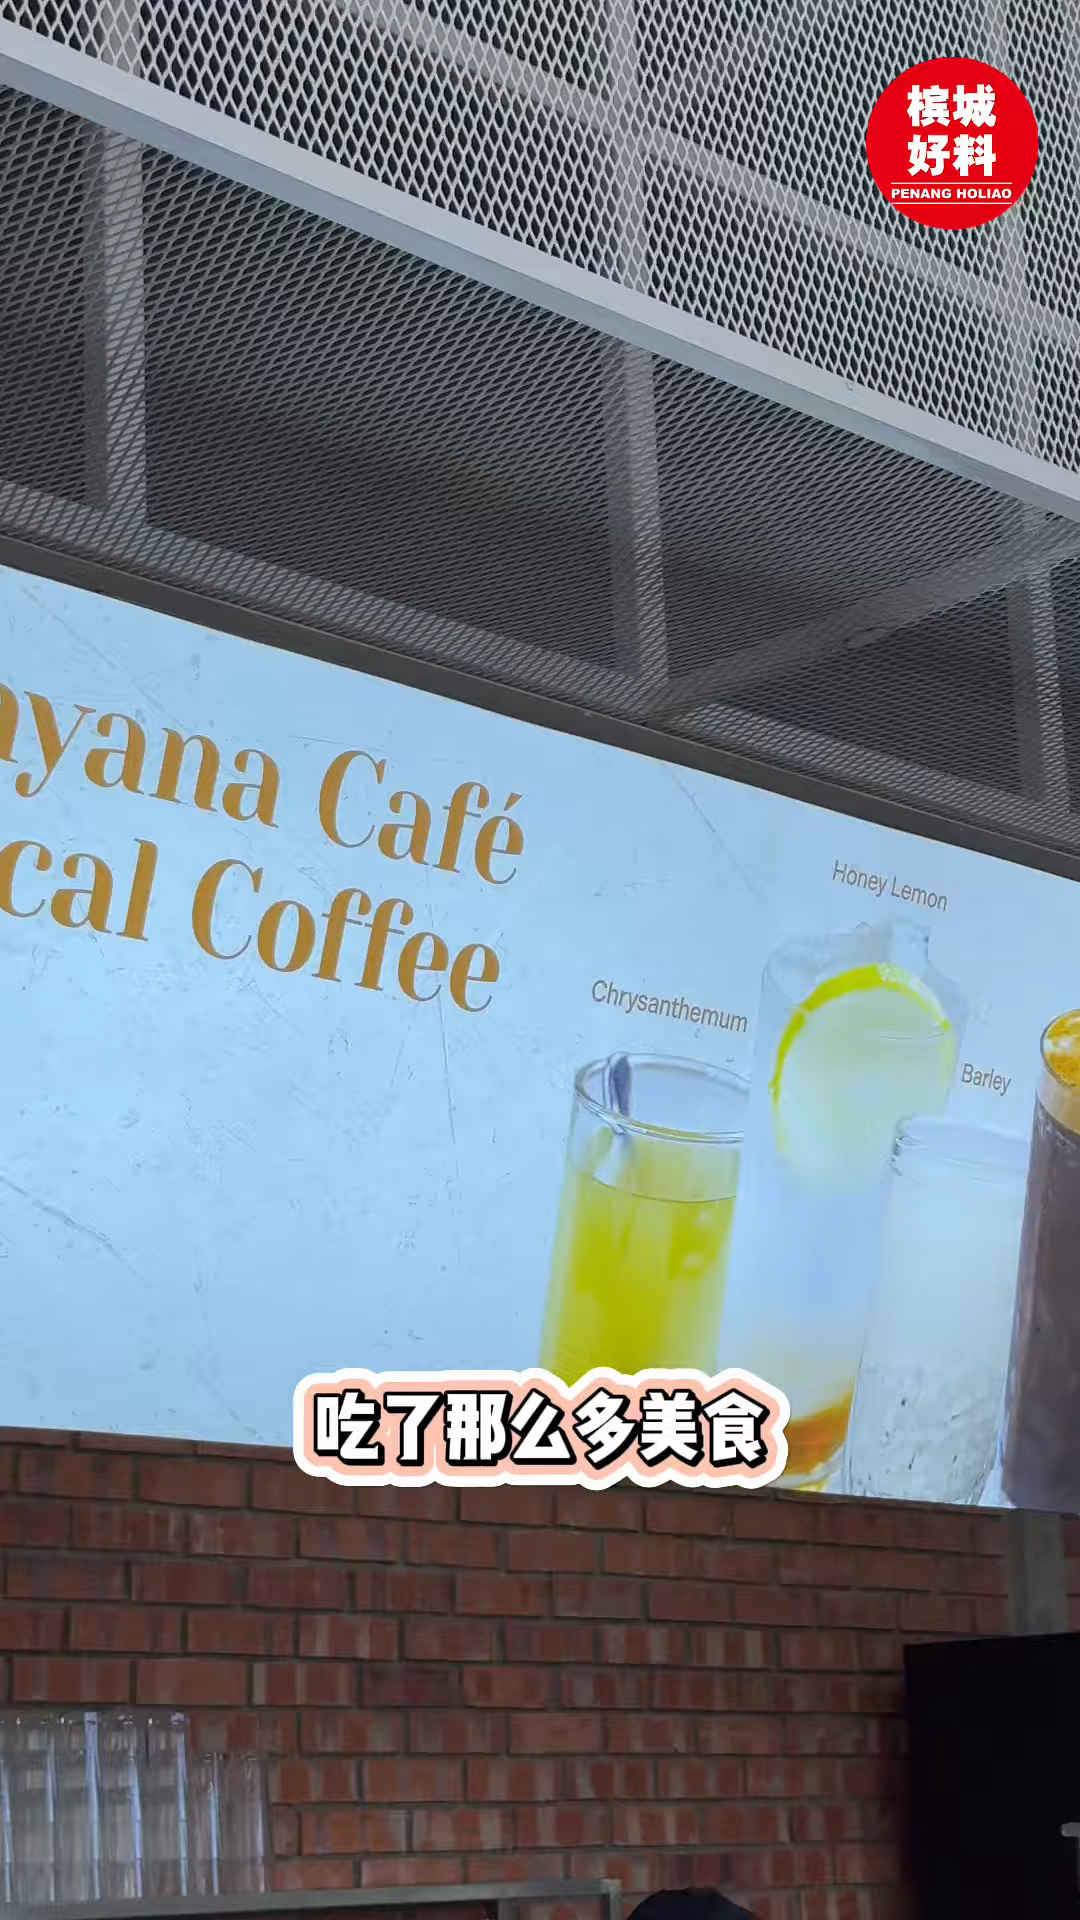 槟城
好料
PENANG HOLIAO
ayana Café
cal Coffee
Honey Lemon
Chrysanthemum
Barley
吃了那么多美食